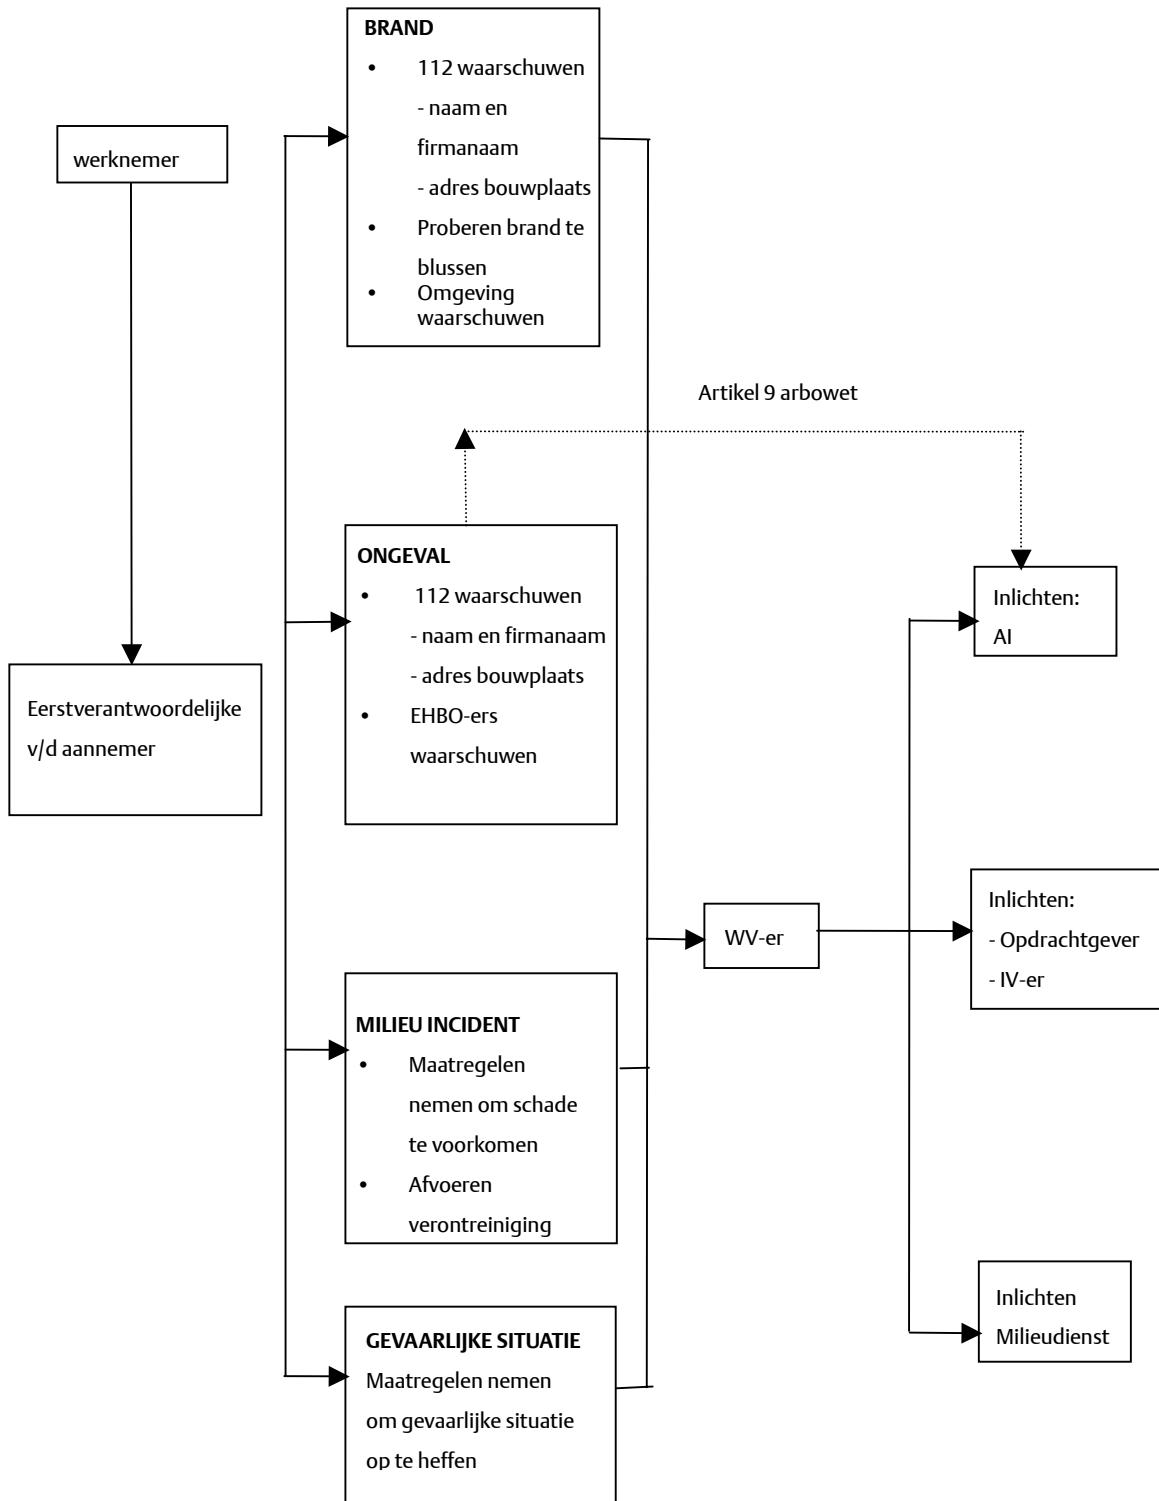 werknemer
Eerstverantwoordelijke
v/d aannemer
BRAND
• 112 waarschuwen
- naam en
firmanaam
- adres bouwplaats
• Proberen brand te
blussen
• Omgeving
waarschuwen
Artikel 9 arbowet
ONGEVAL
• 112 waarschuwen
- naam en firmanaam
- adres bouwplaats
• EHBO-ers
waarschuwen
MILIEU INCIDENT
• Maatregelen
nemen om schade
te voorkomen
• Afvoeren
verontreiniging
GEVAARLIJKE SITUATIE
Maatregelen nemen
om gevaarlijke situatie
op te heffen
WV-er
Inlichten:
AI
Inlichten:
- Opdrachtgever
- IV-er
Inlichten
Milieudienst